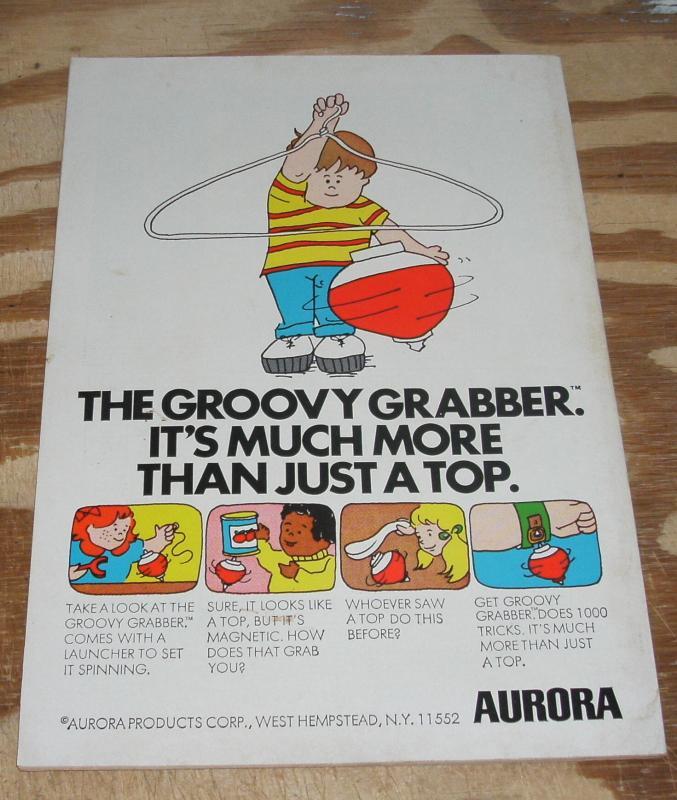 THE GROOVY GRABBER.™
IT'S MUCH MORE
THAN JUST A TOP.
TAKE A LOOK AT THE
GROOVY GRABBER.™
COMES WITH A
LAUNCHER TO SET
IT SPINNING.
SURE, IT LOOKS LIKE
A TOP, BUT IT'S
MAGNETIC. HOW
DOES THAT GRAB
YOU?
WHOEVER SAW
A TOP DO THIS
BEFORE?
GET GROOVY
GRABBER.™ DOES 1000
TRICKS. IT'S MUCH
MORE THAN JUST
A TOP.
©AURORA PRODUCTS CORP., WEST HEMPSTEAD, N.Y. 11552
AURORA